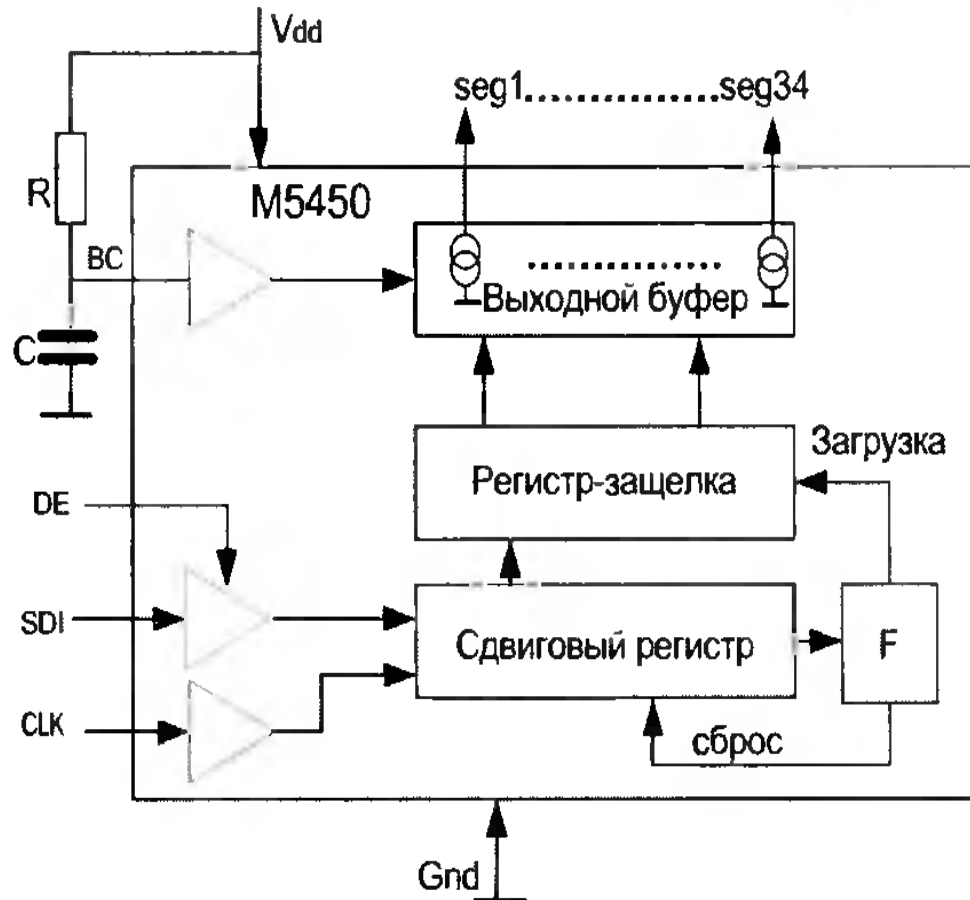 Vdd
seg1..................seg34
R
M5450
BC
..................
Выходной буфер
C
Загрузка
Регистр-защелка
DE
SDI
Сдвиговый регистр
F
CLK
сброс
Gnd